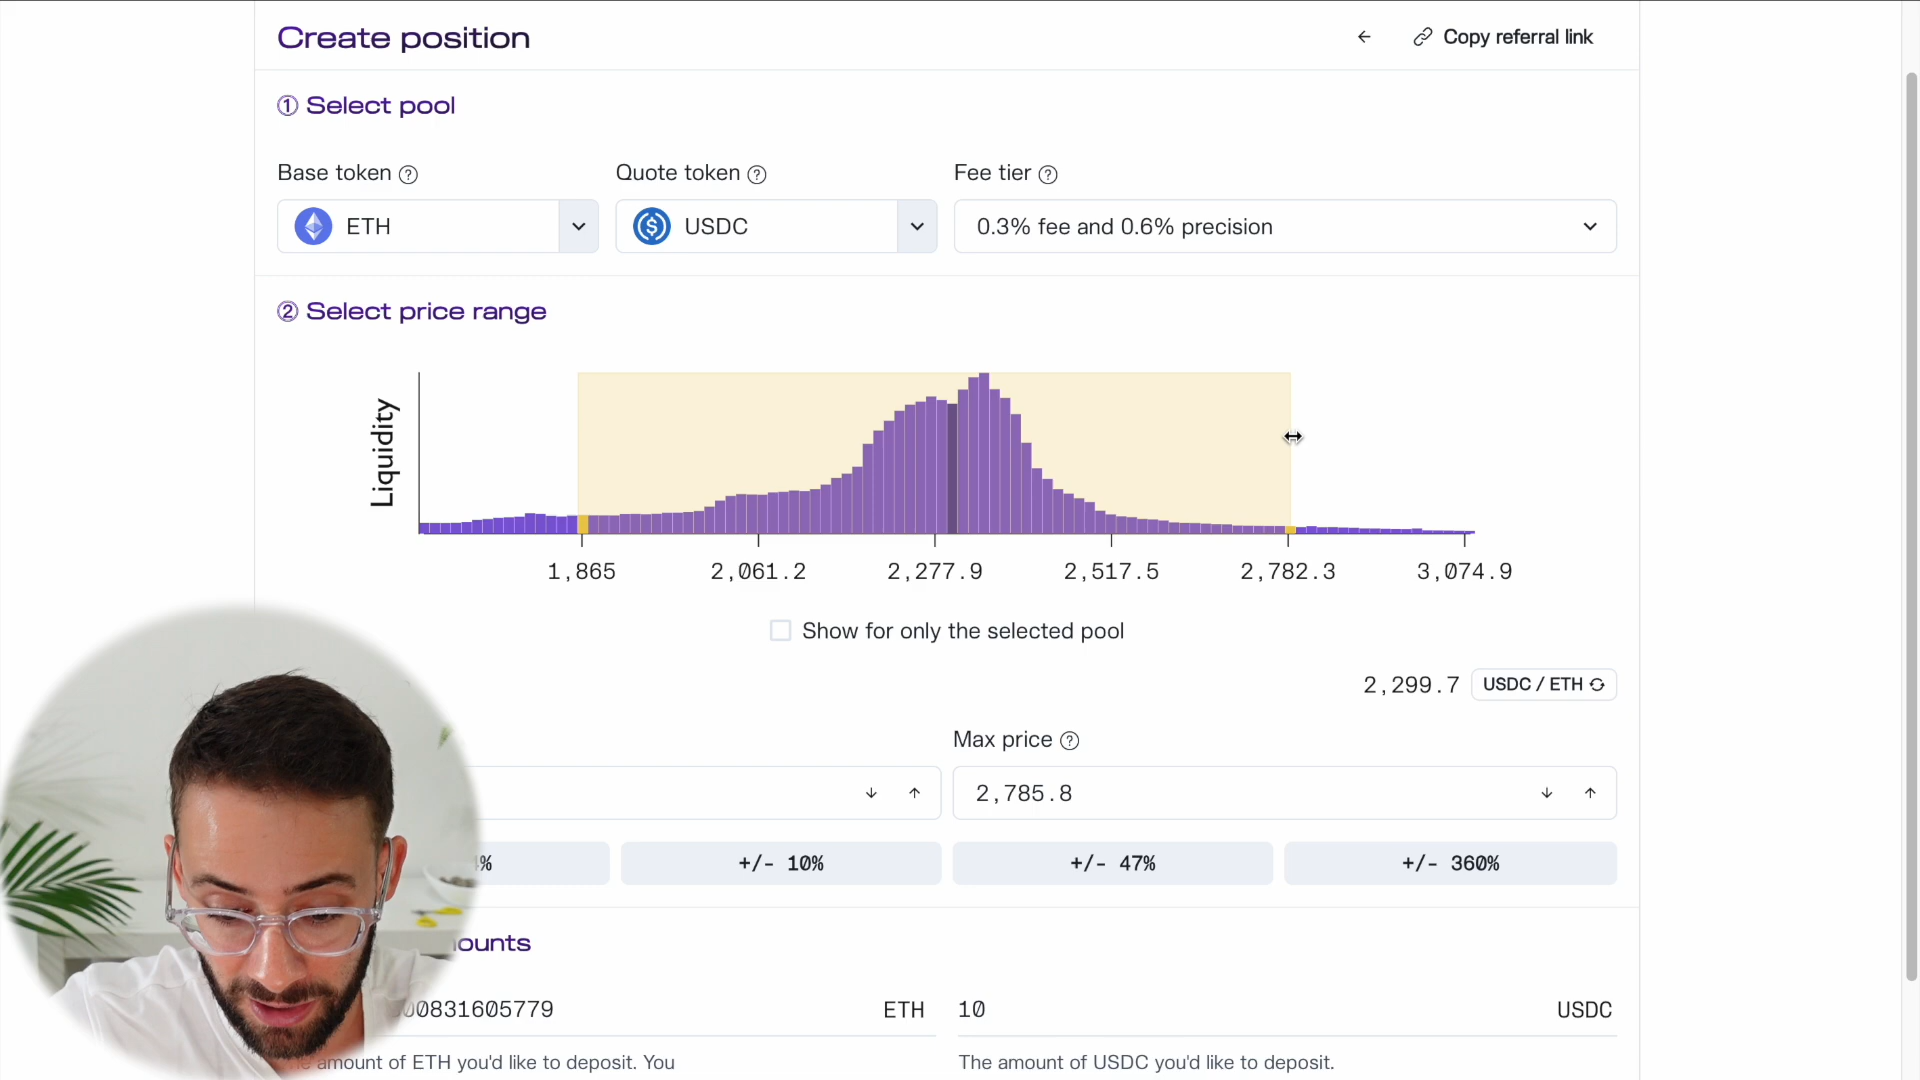 Create position
Copy referral link
① Select pool
Base token ?
Quote token ?
Fee tier ?
ETH
USDC
0.3% fee and 0.6% precision
② Select price range
Liquidity
1,865 2,061.2 2,277.9 2,517.5 2,782.3 3,074.9
Show for only the selected pool
2,299.7 USDC / ETH
Max price ?
2,785.8
% +/- 10% +/- 47% +/- 360%
ounts
00831605779 ETH 10 USDC
amount of ETH you'd like to deposit. You
The amount of USDC you'd like to deposit.